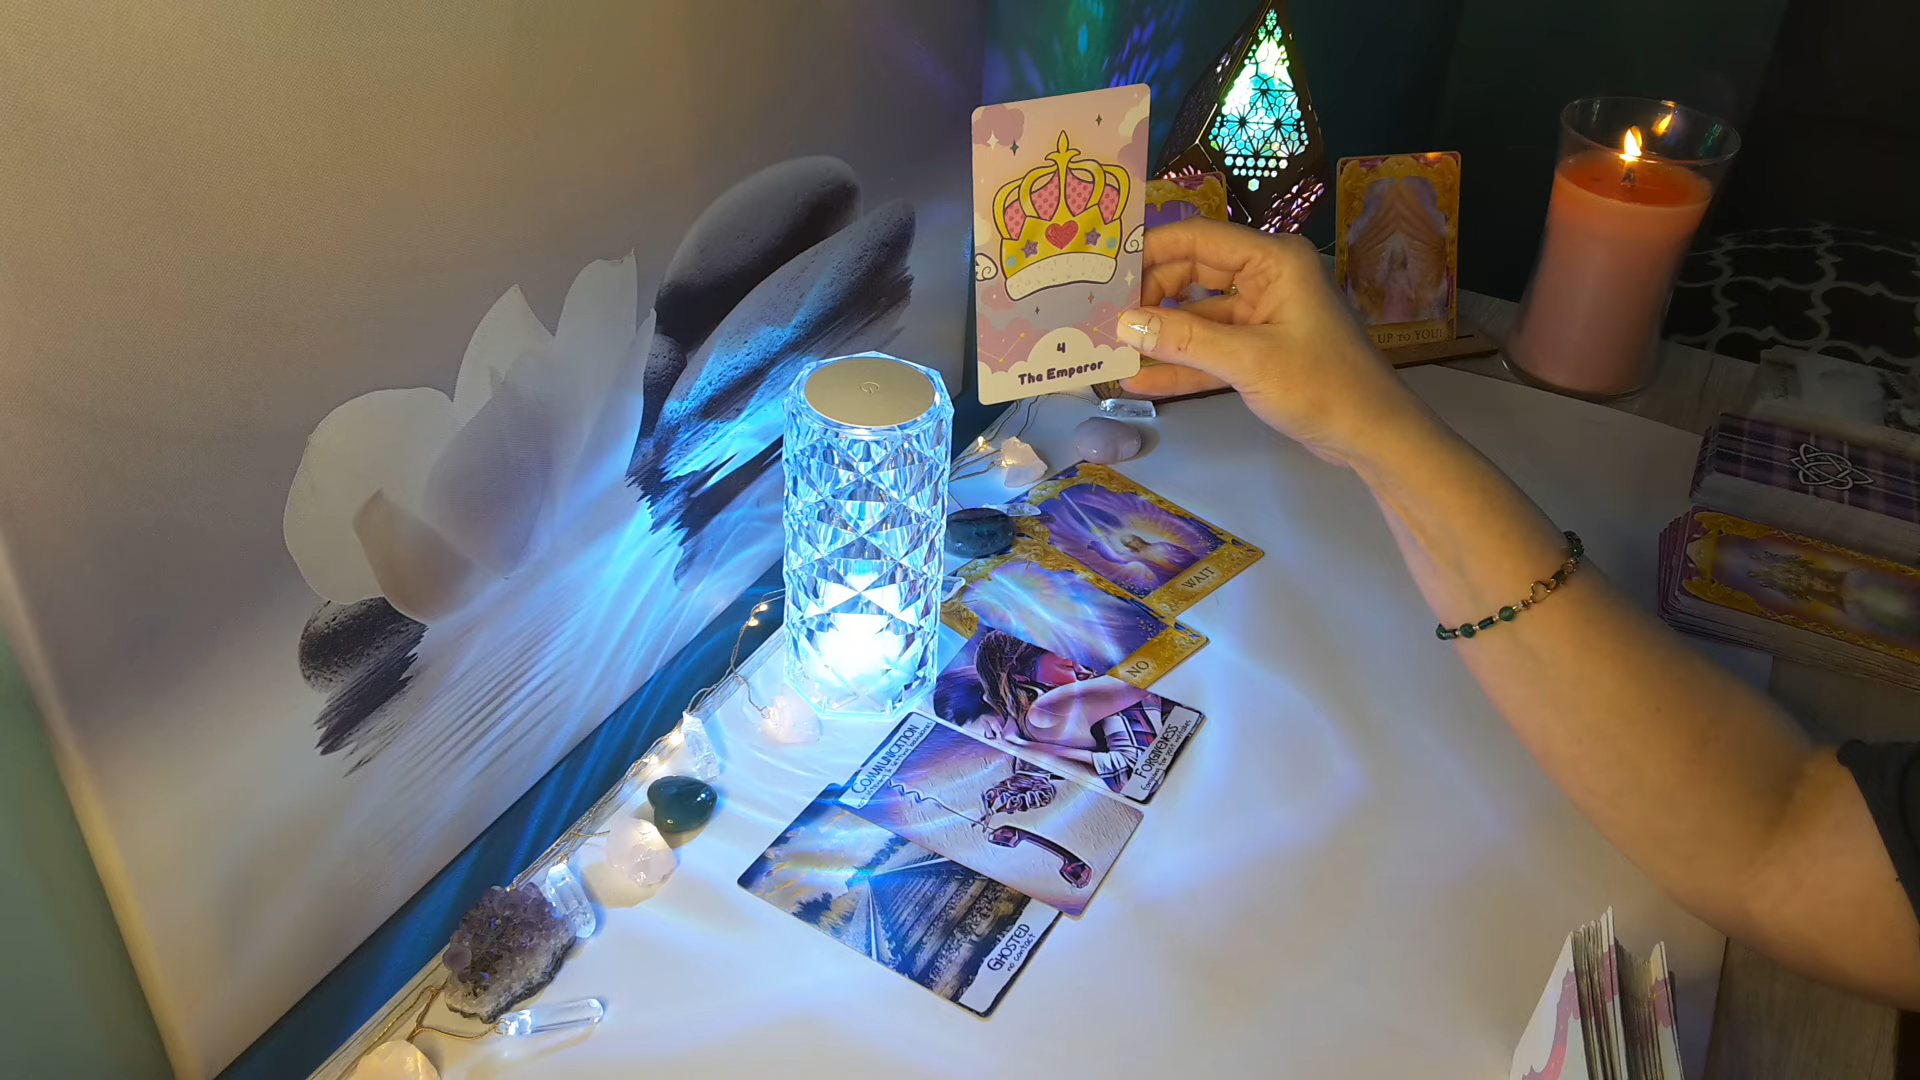 4
The Emperor
UP TO YOU
WAIT
NO
FORGIVENESS
COMMUNICATION
GHOSTED
no contact